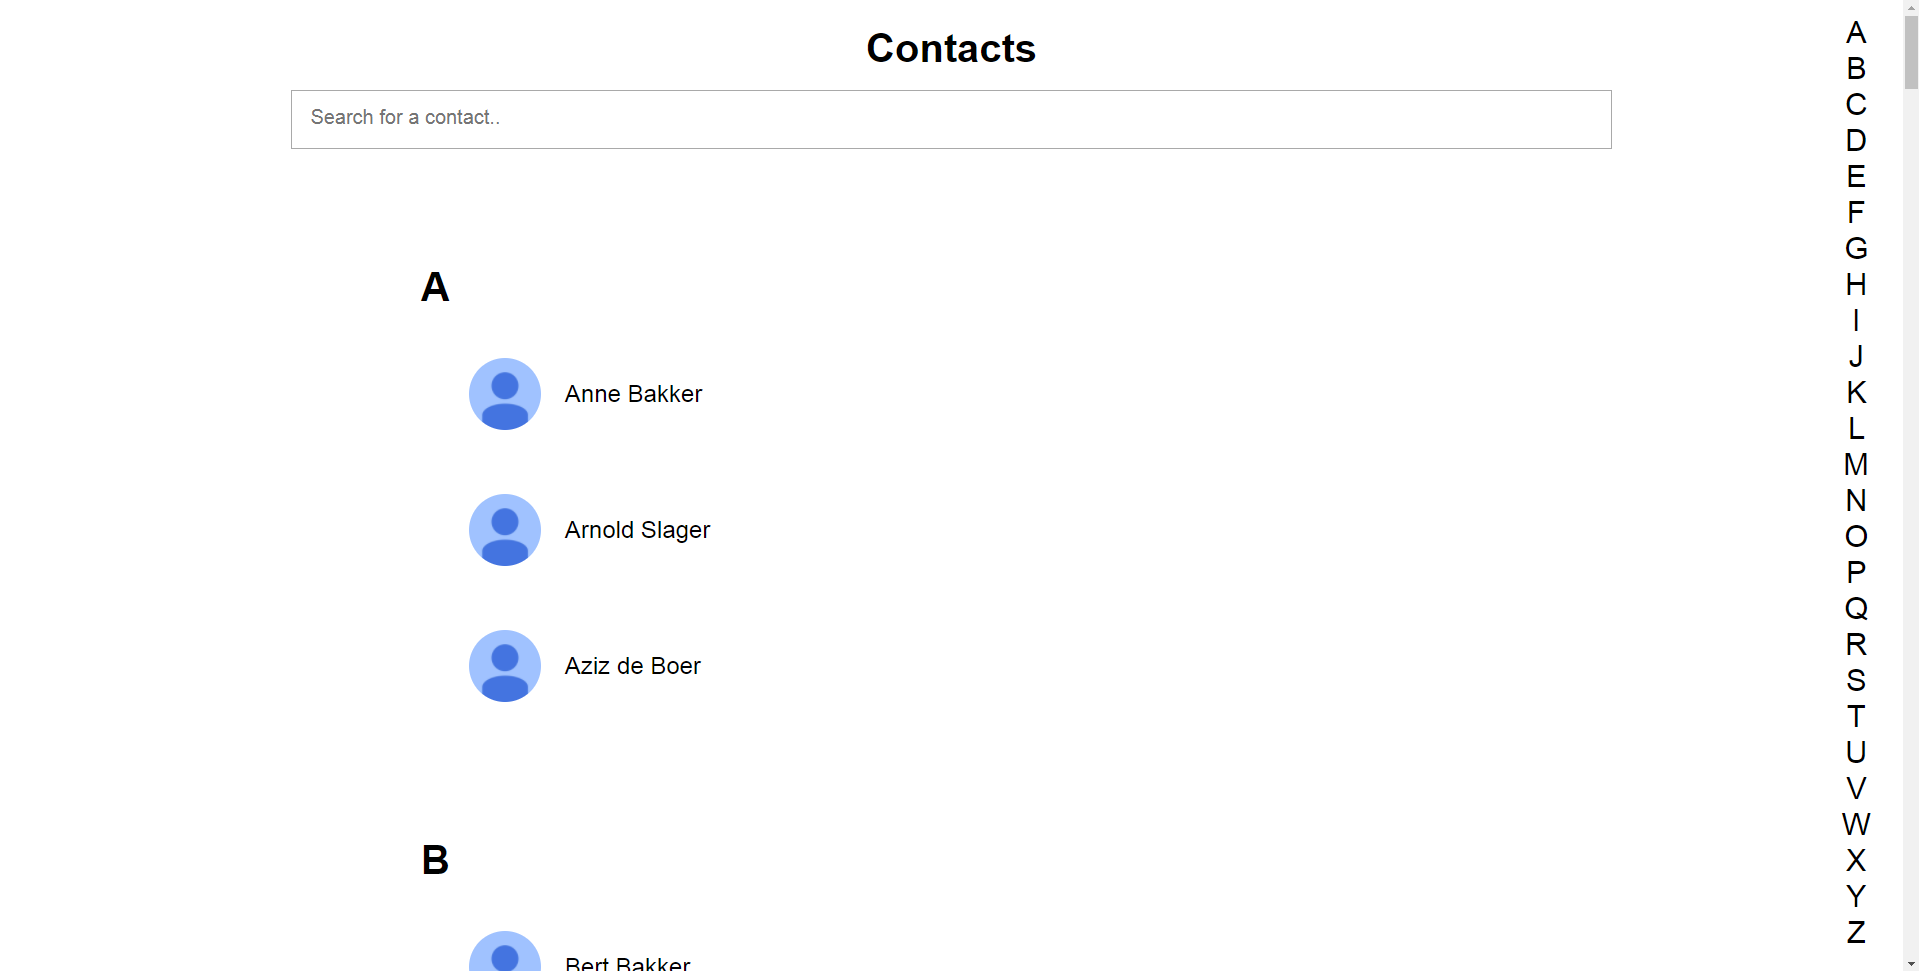 Contacts
Search for a contact..
A
Anne Bakker
Arnold Slager
Aziz de Boer
B
Bert Bakker
A
B
C
D
E
F
G
H
I
J
K
L
M
N
O
P
Q
R
S
T
U
V
W
X
Y
Z